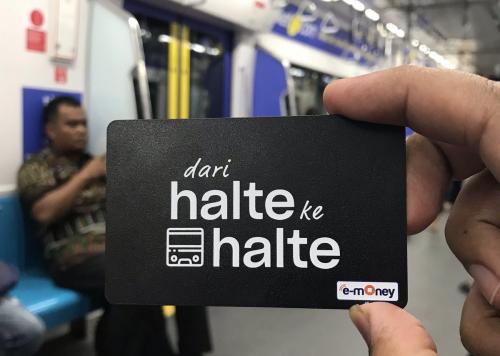 dari
halte ke
halte
e-money